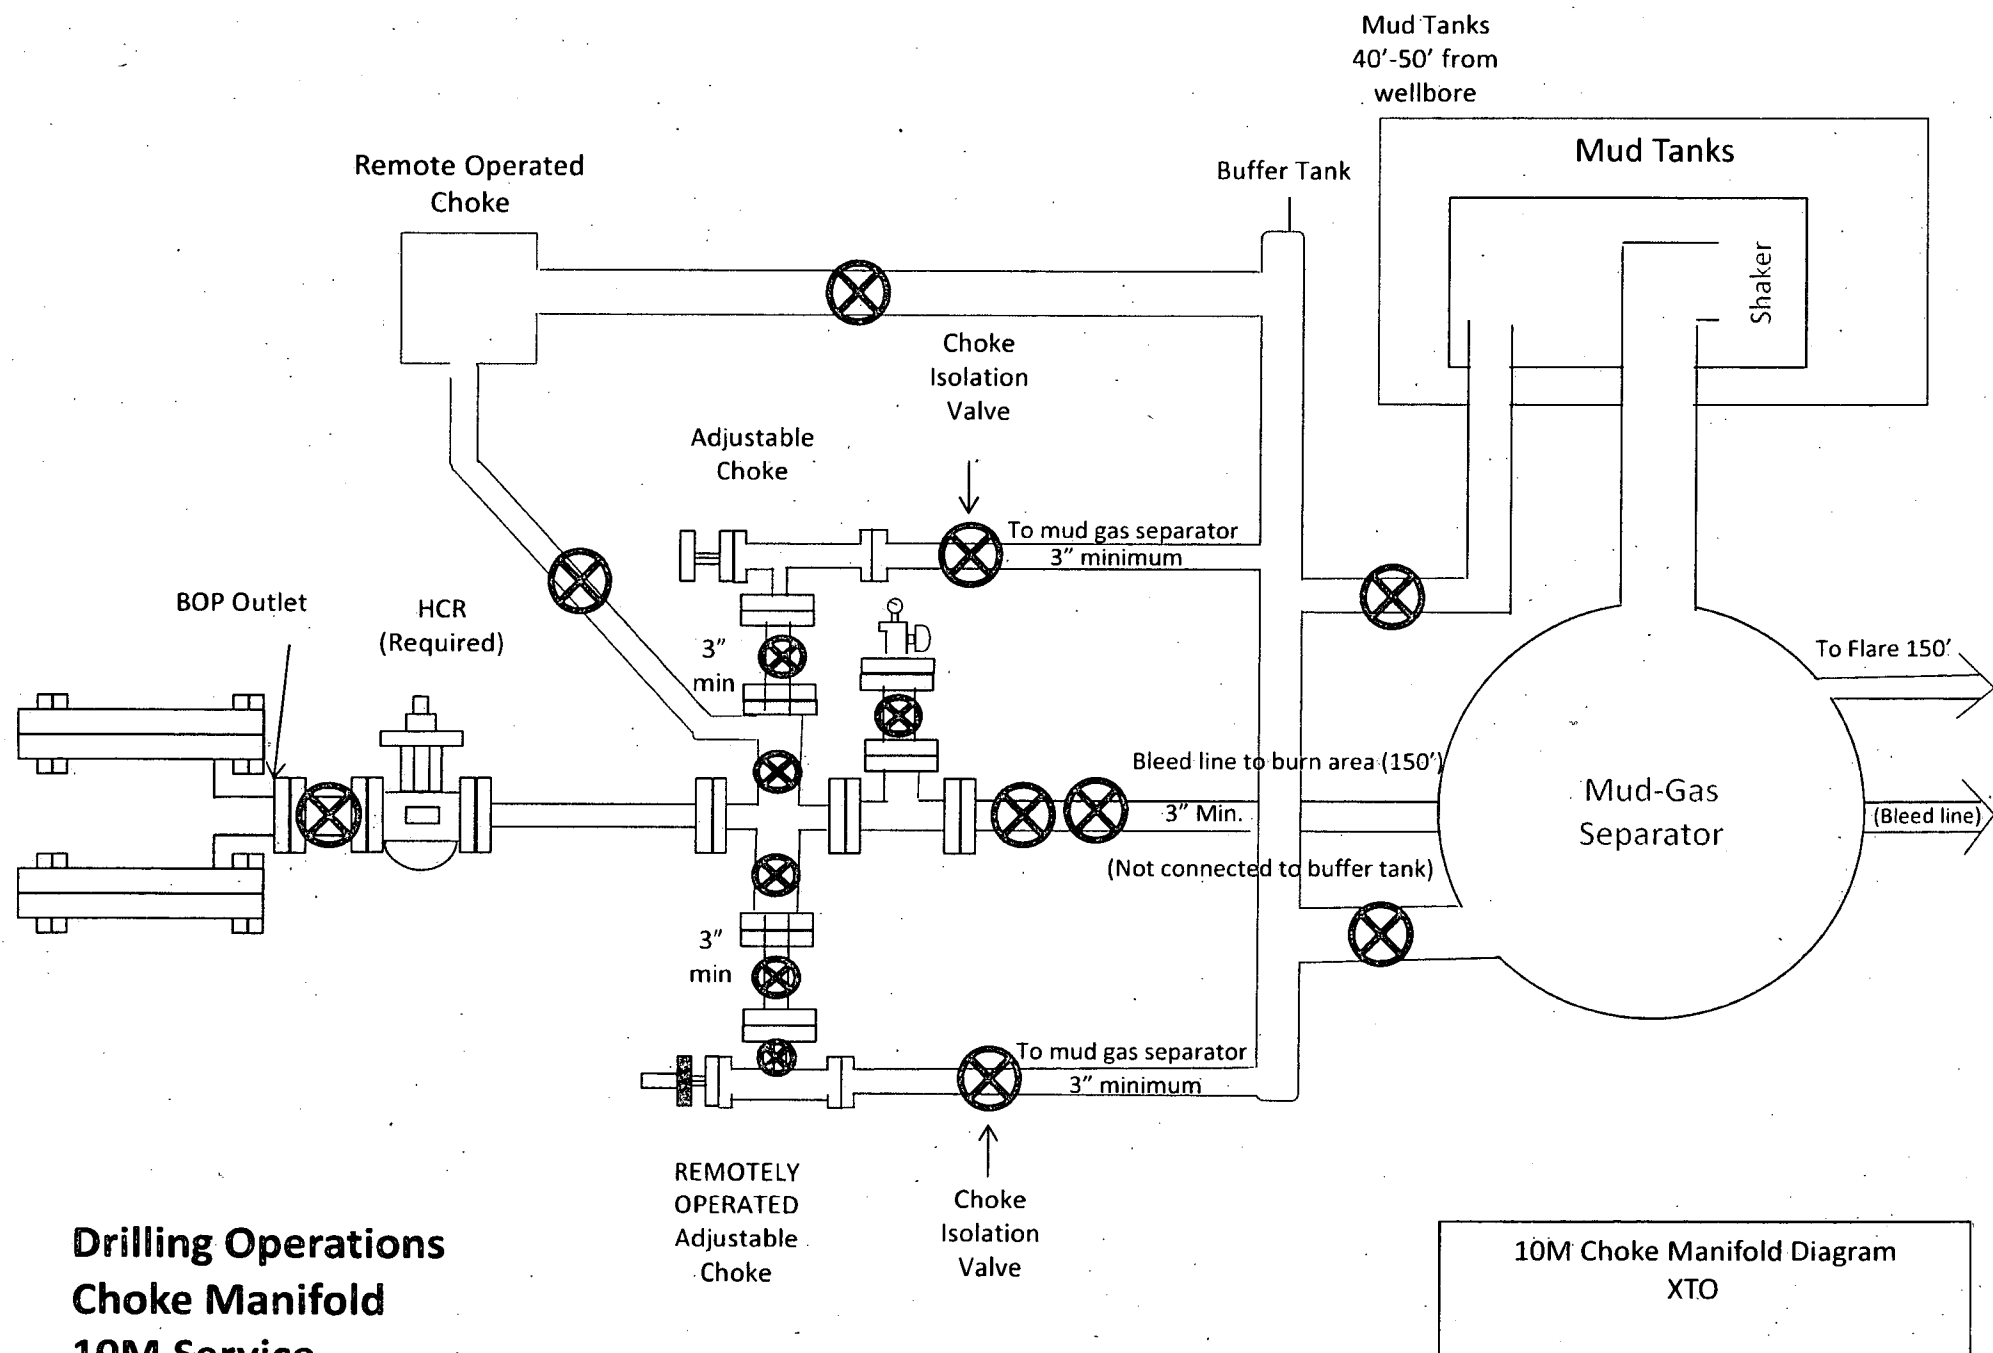 Mud Tanks
40'-50' from
wellbore
Mud Tanks
Shaker
Buffer Tank
Remote Operated
Choke
Choke
Isolation
Valve
Adjustable
Choke
To mud gas separator
3" minimum
BOP Outlet
HCR
(Required)
3"
min
To Flare 150'
Bleed line to burn area (150')
3" Min.
(Not connected to buffer tank)
Mud-Gas
Separator
(Bleed line)
3"
min
To mud gas separator
3" minimum
REMOTELY
OPERATED
Adjustable
Choke
Choke
Isolation
Valve
Drilling Operations
Choke Manifold
10M Service
10M Choke Manifold Diagram
XTO